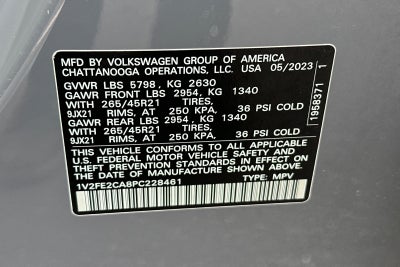 MFD BY VOLKSWAGEN GROUP OF AMERICA
CHATTANOOGA OPERATIONS, LLC. USA 05/2023
GVWR LBS 5798, KG 2630
GAWR FRONT LBS 2954, KG 1340
WITH 265/45R21 TIRES,
9JX21 RIMS, AT 250 KPA, 36 PSI COLD
GAWR REAR LBS 2954, KG 1340
WITH 265/45R21 TIRES,
9JX21 RIMS, AT 250 KPA, 36 PSI COLD
THIS VEHICLE CONFORMS TO ALL APPLICABLE
U.S. FEDERAL MOTOR VEHICLE SAFETY, BUMPER,
AND THEFT PREVENTION STANDARDS IN EFFECT ON
THE DATE OF MANUFACTURE SHOWN ABOVE.
1V2FE2CA8PC228461 TYPE: MPV
1958371 1